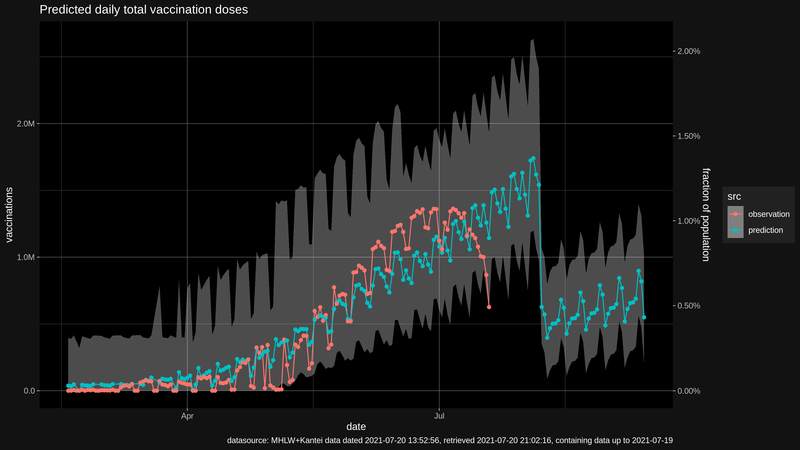 Predicted daily total vaccination doses
2.00%
2.0M
1.50%
vaccinations
fraction of population
src
observation
prediction
1.00%
1.0M
0.50%
0.0
0.00%
Apr
Jul
date
datasource: MHLW+Kantei data dated 2021-07-20 13:52:56, retrieved 2021-07-20 21:02:16, containing data up to 2021-07-19